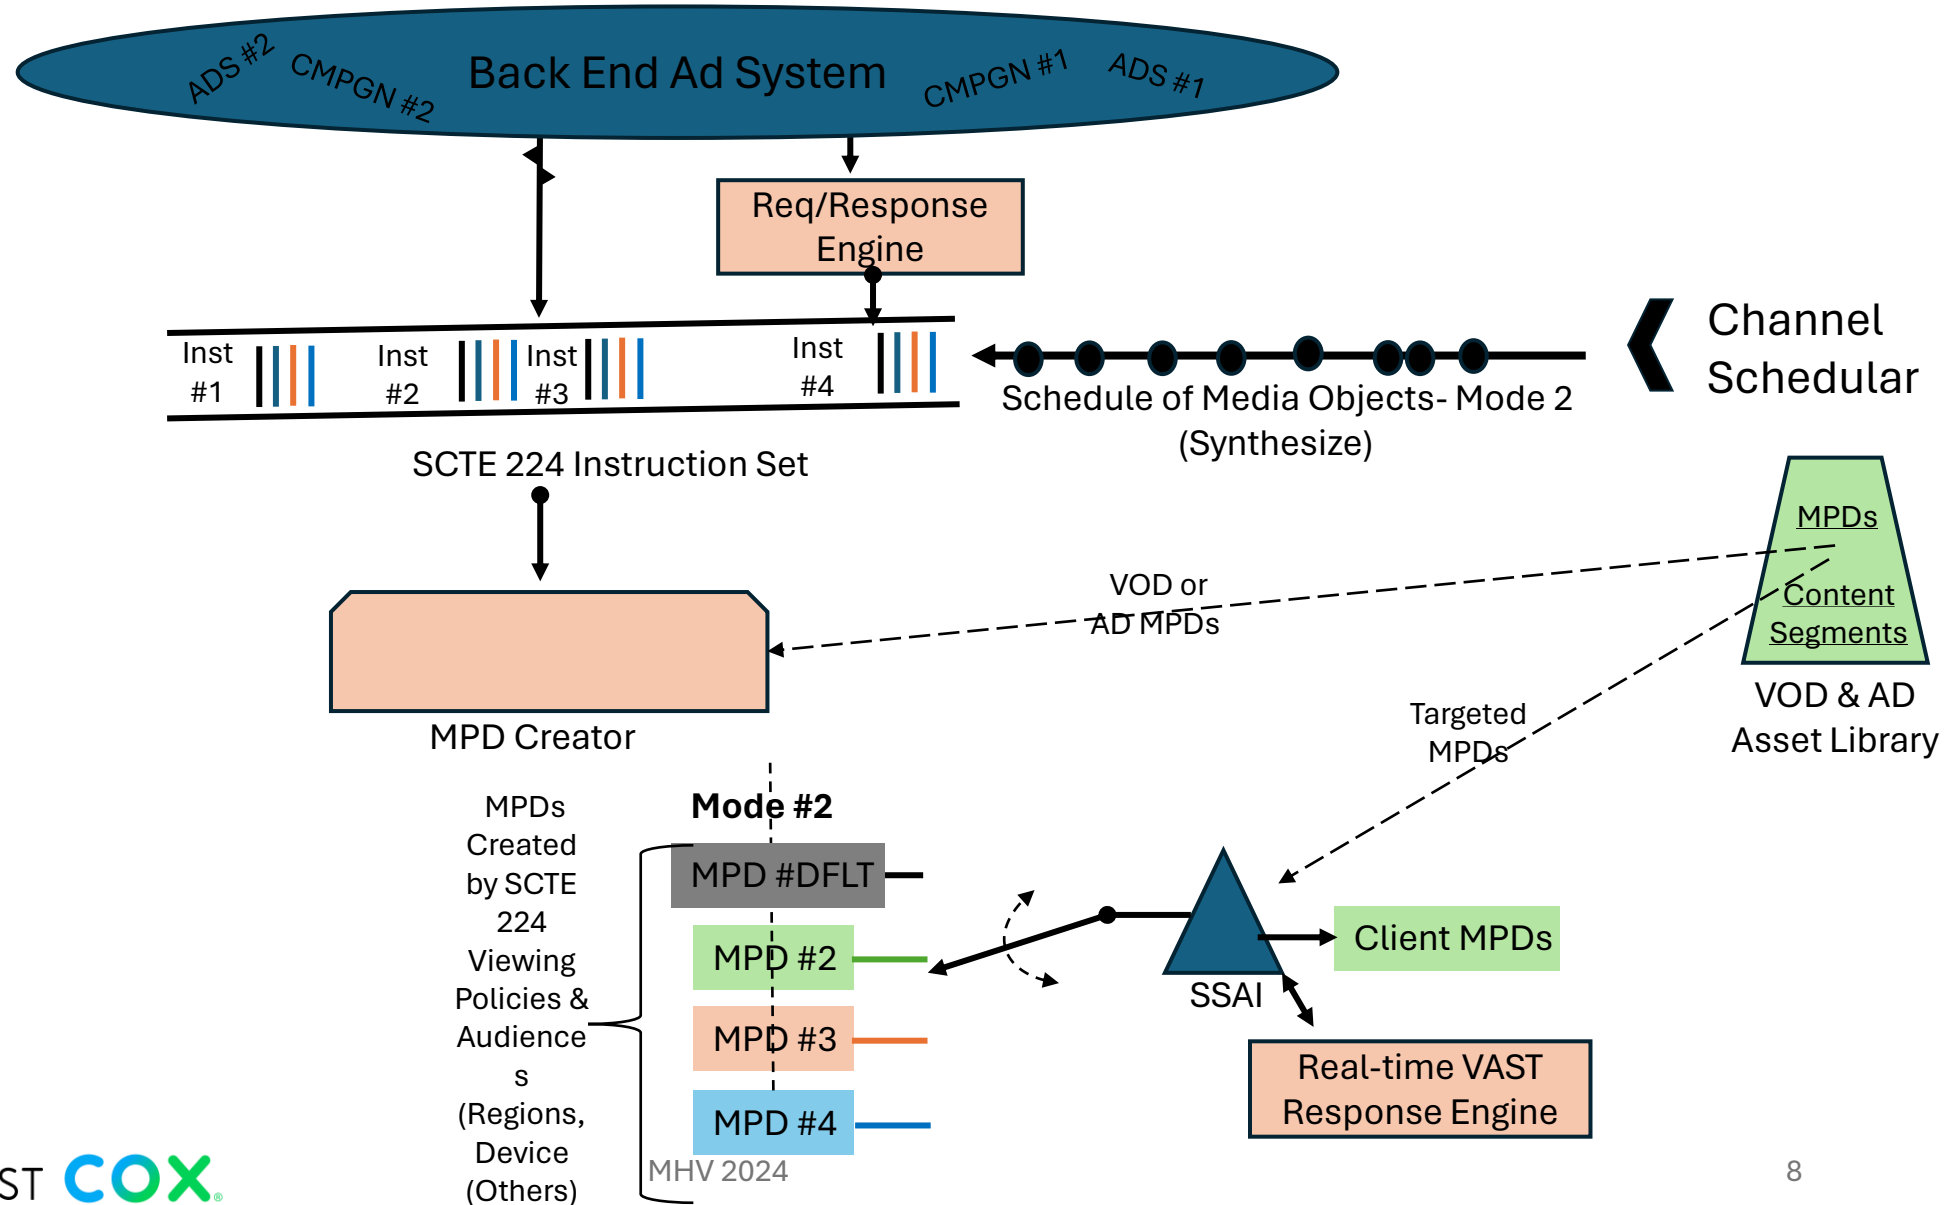 ADS #2
CMPGN #2
Back End Ad System
CMPGN #1
ADS #1
Req/Response
Engine
Inst
#1
Inst
#2
Inst
#3
Inst
#4
Schedule of Media Objects- Mode 2
(Synthesize)
Channel
Schedular
SCTE 224 Instruction Set
MPDs
Content
Segments
VOD & AD
Asset Library
VOD or
AD MPDs
Targeted
MPDs
MPD Creator
MPDs
Created
by SCTE
224
Viewing
Policies &
Audience
s
(Regions,
Device
(Others)
Mode #2
MPD #DFLT
MPD #2
MPD #3
MPD #4
SSAI
Client MPDs
Real-time VAST
Response Engine
ST COX®
MHV 2024
8